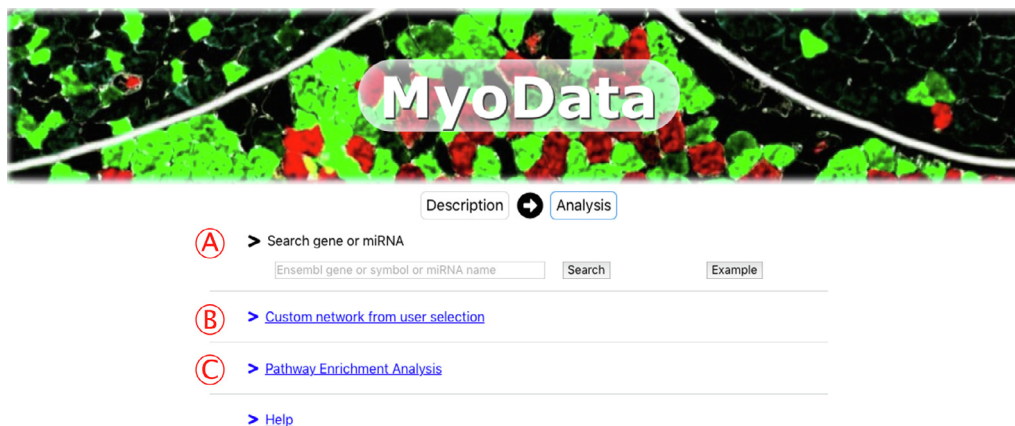 MyoData
Description Analysis
A > Search gene or miRNA
Ensembl gene or symbol or miRNA name Search Example
B > Custom network from user selection
C > Pathway Enrichment Analysis
> Help